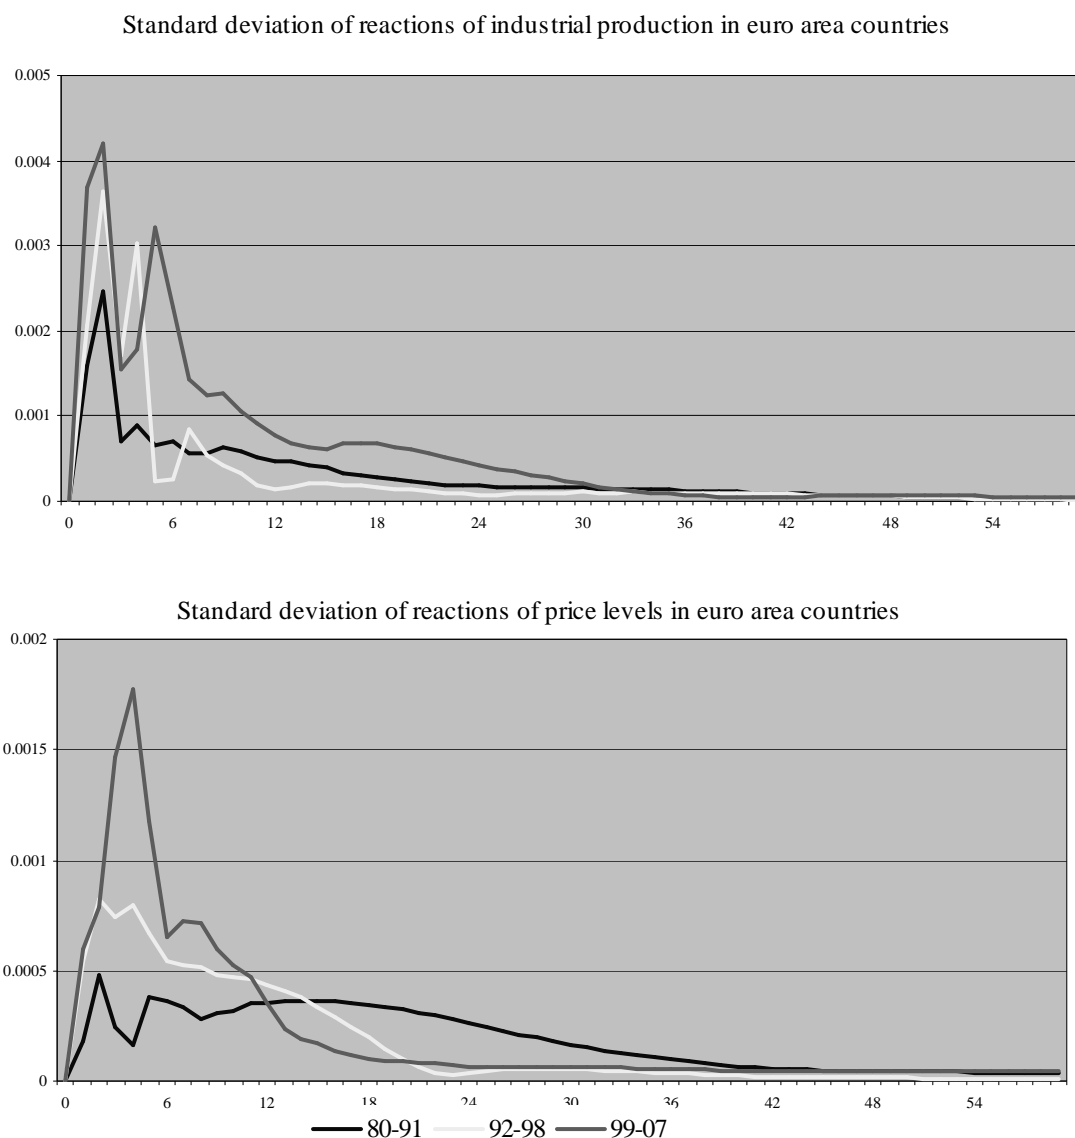 Standard deviation of reactions of industrial production in euro area countries
0.005
0.004
0.003
0.002
0.001
0
0 6 12 18 24 30 36 42 48 54
Standard deviation of reactions of price levels in euro area countries
0.002
0.0015
0.001
0.0005
0
0 6 12 18 24 30 36 42 48 54
80-91 92-98 99-07